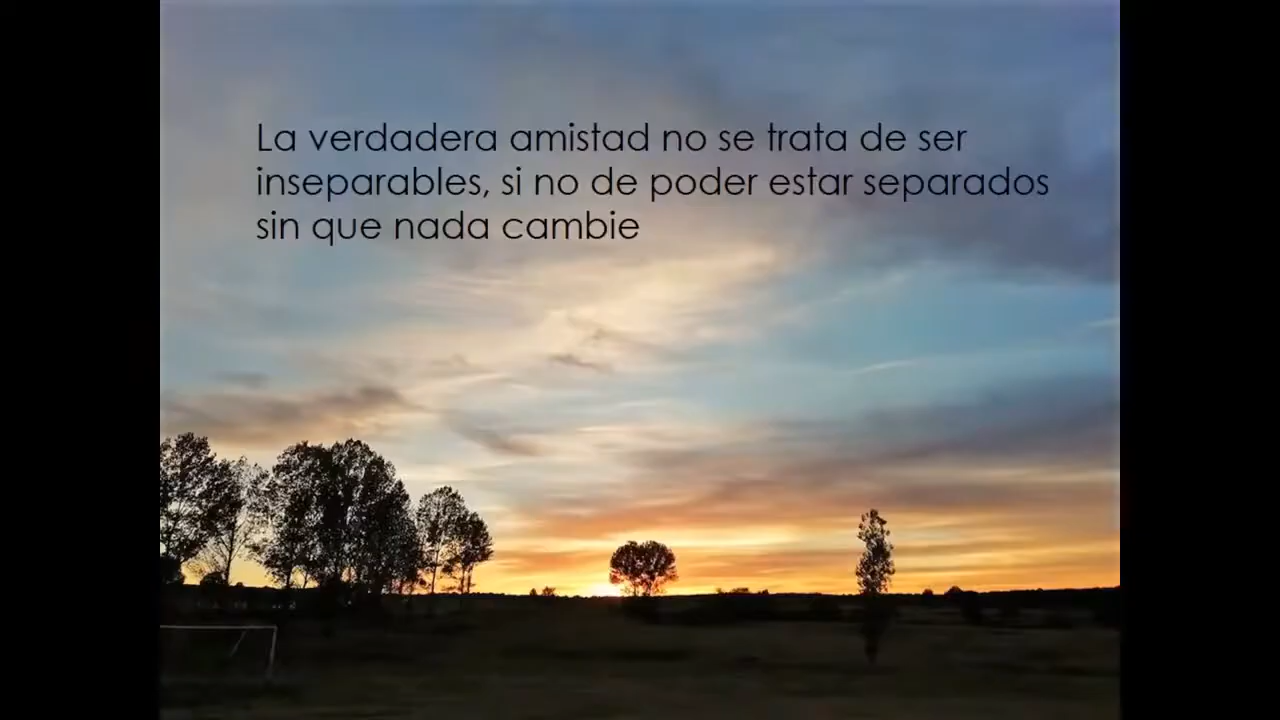 La verdadera amistad no se trata de ser
inseparables, si no de poder estar separados
sin que nada cambie